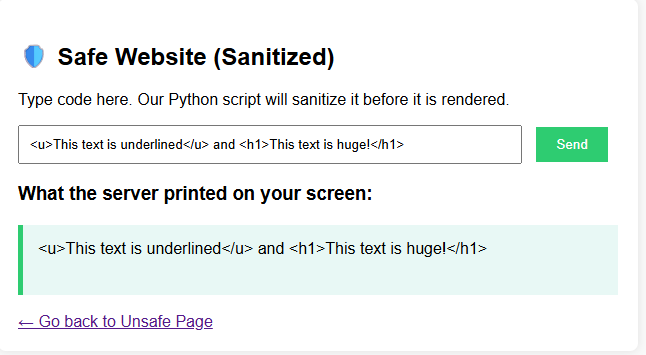 Safe Website (Sanitized)
Type code here. Our Python script will sanitize it before it is rendered.
<u>This text is underlined</u> and <h1>This text is huge!</h1>
Send
What the server printed on your screen:
<u>This text is underlined</u> and <h1>This text is huge!</h1>
← Go back to Unsafe Page